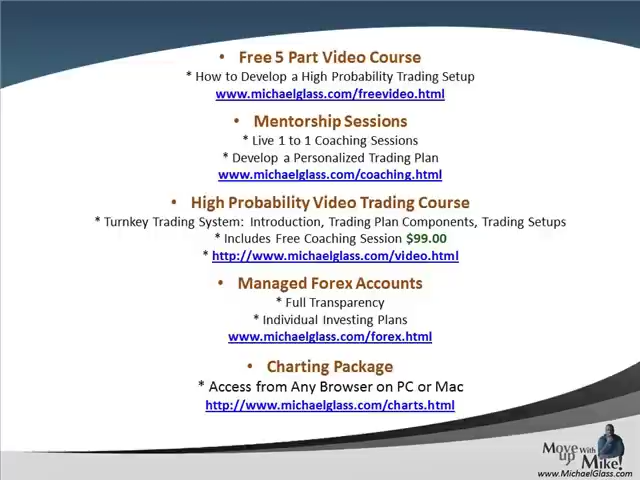 • Free 5 Part Video Course
* How to Develop a High Probability Trading Setup
www.michaelglass.com/freevideo.html
• Mentorship Sessions
* Live 1 to 1 Coaching Sessions
* Develop a Personalized Trading Plan
www.michaelglass.com/coaching.html
• High Probability Video Trading Course
* Turnkey Trading System: Introduction, Trading Plan Components, Trading Setups
* Includes Free Coaching Session $99.00
* http://www.michaelglass.com/video.html
• Managed Forex Accounts
* Full Transparency
* Individual Investing Plans
www.michaelglass.com/forex.html
• Charting Package
* Access from Any Browser on PC or Mac
http://www.michaelglass.com/charts.html
Move up With Mike!
www.MichaelGlass.com